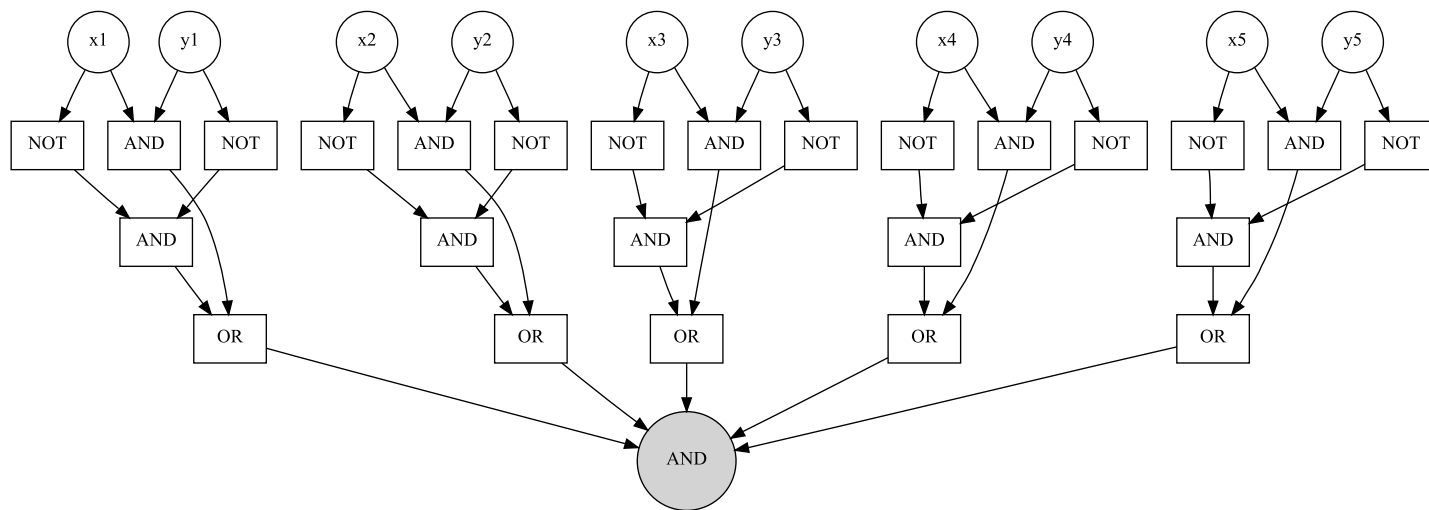 x1 y1 x2 y2 x3 y3 x4 y4 x5 y5
NOT AND NOT NOT AND NOT NOT AND NOT NOT AND NOT NOT AND NOT
AND AND AND AND AND
OR OR OR OR OR
AND